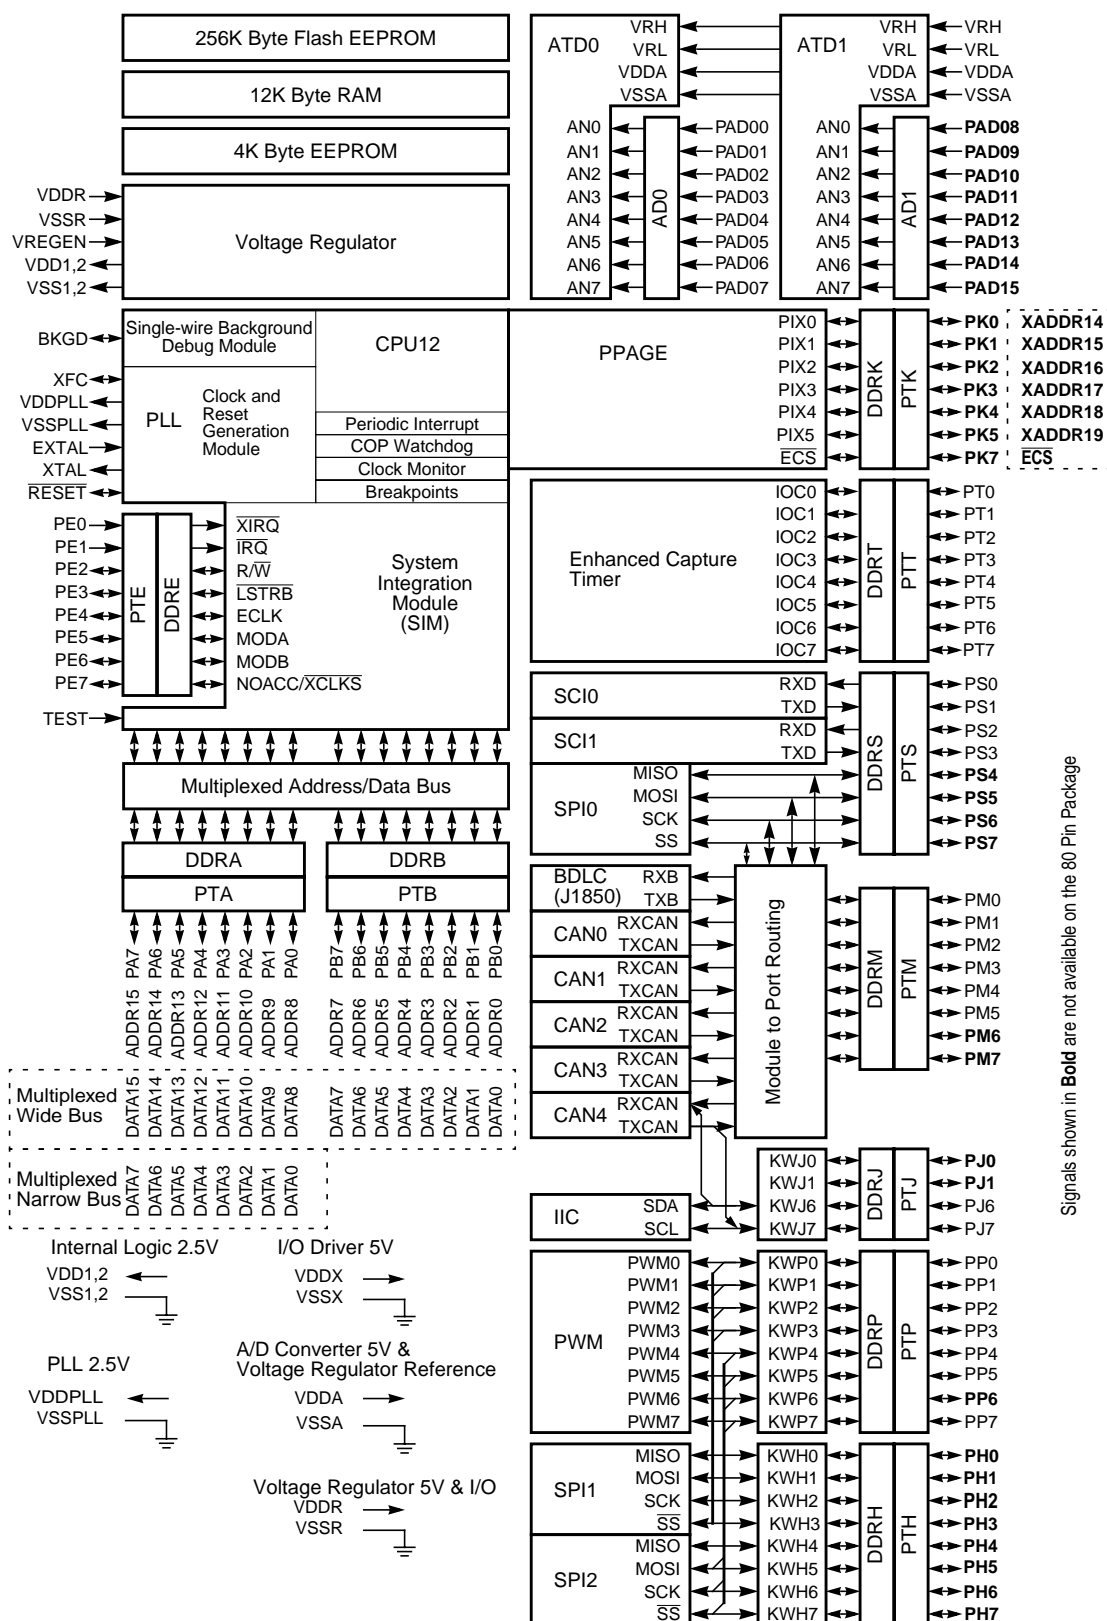 256K Byte Flash EEPROM
12K Byte RAM
4K Byte EEPROM
VDDR
VSSR
VREGEN
VDD1,2
VSS1,2
Voltage Regulator
ATD0
VRH
VRL
VDDA
VSSA
AN0
AN1
AN2
AN3
AN4
AN5
AN6
AN7
AD0
PAD00
PAD01
PAD02
PAD03
PAD04
PAD05
PAD06
PAD07
ATD1
VRH
VRL
VDDA
VSSA
VRH
VRL
VDDA
VSSA
AN0
AN1
AN2
AN3
AN4
AN5
AN6
AN7
AD1
PAD08
PAD09
PAD10
PAD11
PAD12
PAD13
PAD14
PAD15
BKGD
XFC
VDDPLL
VSSPLL
EXTAL
XTAL
RESET
Single-wire Background
Debug Module
CPU12
PLL
Clock and
Reset
Generation
Module
Periodic Interrupt
COP Watchdog
Clock Monitor
Breakpoints
PPAGE
PIX0
PIX1
PIX2
PIX3
PIX4
PIX5
ECS
DDRK
PTK
PK0
PK1
PK2
PK3
PK4
PK5
PK7
XADDR14
XADDR15
XADDR16
XADDR17
XADDR18
XADDR19
ECS
PE0
PE1
PE2
PE3
PE4
PE5
PE6
PE7
TEST
PTE
DDRE
XIRQ
IRQ
R/W
LSTRB
ECLK
MODA
MODB
NOACC/XCLKS
System
Integration
Module
(SIM)
Enhanced Capture
Timer
IOC0
IOC1
IOC2
IOC3
IOC4
IOC5
IOC6
IOC7
DDRT
PTT
PT0
PT1
PT2
PT3
PT4
PT5
PT6
PT7
SCI0
RXD
TXD
SCI1
RXD
TXD
SPI0
MISO
MOSI
SCK
SS
DDRS
PTS
PS0
PS1
PS2
PS3
PS4
PS5
PS6
PS7
Multiplexed Address/Data Bus
DDRA
DDRB
PTA
PTB
PA7
PA6
PA5
PA4
PA3
PA2
PA1
PA0
PB7
PB6
PB5
PB4
PB3
PB2
PB1
PB0
ADDR15
ADDR14
ADDR13
ADDR12
ADDR11
ADDR10
ADDR9
ADDR8
ADDR7
ADDR6
ADDR5
ADDR4
ADDR3
ADDR2
ADDR1
ADDR0
Multiplexed
Wide Bus
DATA15
DATA14
DATA13
DATA12
DATA11
DATA10
DATA9
DATA8
DATA7
DATA6
DATA5
DATA4
DATA3
DATA2
DATA1
DATA0
Multiplexed
Narrow Bus
DATA7
DATA6
DATA5
DATA4
DATA3
DATA2
DATA1
DATA0
BDLC
(J1850)
RXB
TXB
CAN0
RXCAN
TXCAN
CAN1
RXCAN
TXCAN
CAN2
RXCAN
TXCAN
CAN3
RXCAN
TXCAN
CAN4
RXCAN
TXCAN
Module to Port Routing
DDRM
PTM
PM0
PM1
PM2
PM3
PM4
PM5
PM6
PM7
IIC
SDA
SCL
KWJ0
KWJ1
KWJ6
KWJ7
DDRJ
PTJ
PJ0
PJ1
PJ6
PJ7
PWM
PWM0
PWM1
PWM2
PWM3
PWM4
PWM5
PWM6
PWM7
KWP0
KWP1
KWP2
KWP3
KWP4
KWP5
KWP6
KWP7
DDRP
PTP
PP0
PP1
PP2
PP3
PP4
PP5
PP6
PP7
SPI1
MISO
MOSI
SCK
SS
SPI2
MISO
MOSI
SCK
SS
KWH0
KWH1
KWH2
KWH3
KWH4
KWH5
KWH6
KWH7
DDRH
PTH
PH0
PH1
PH2
PH3
PH4
PH5
PH6
PH7
Internal Logic 2.5V
VDD1,2
VSS1,2
I/O Driver 5V
VDDX
VSSX
PLL 2.5V
VDDPLL
VSSPLL
A/D Converter 5V &
Voltage Regulator Reference
VDDA
VSSA
Voltage Regulator 5V & I/O
VDDR
VSSR
Signals shown in Bold are not available on the 80 Pin Package